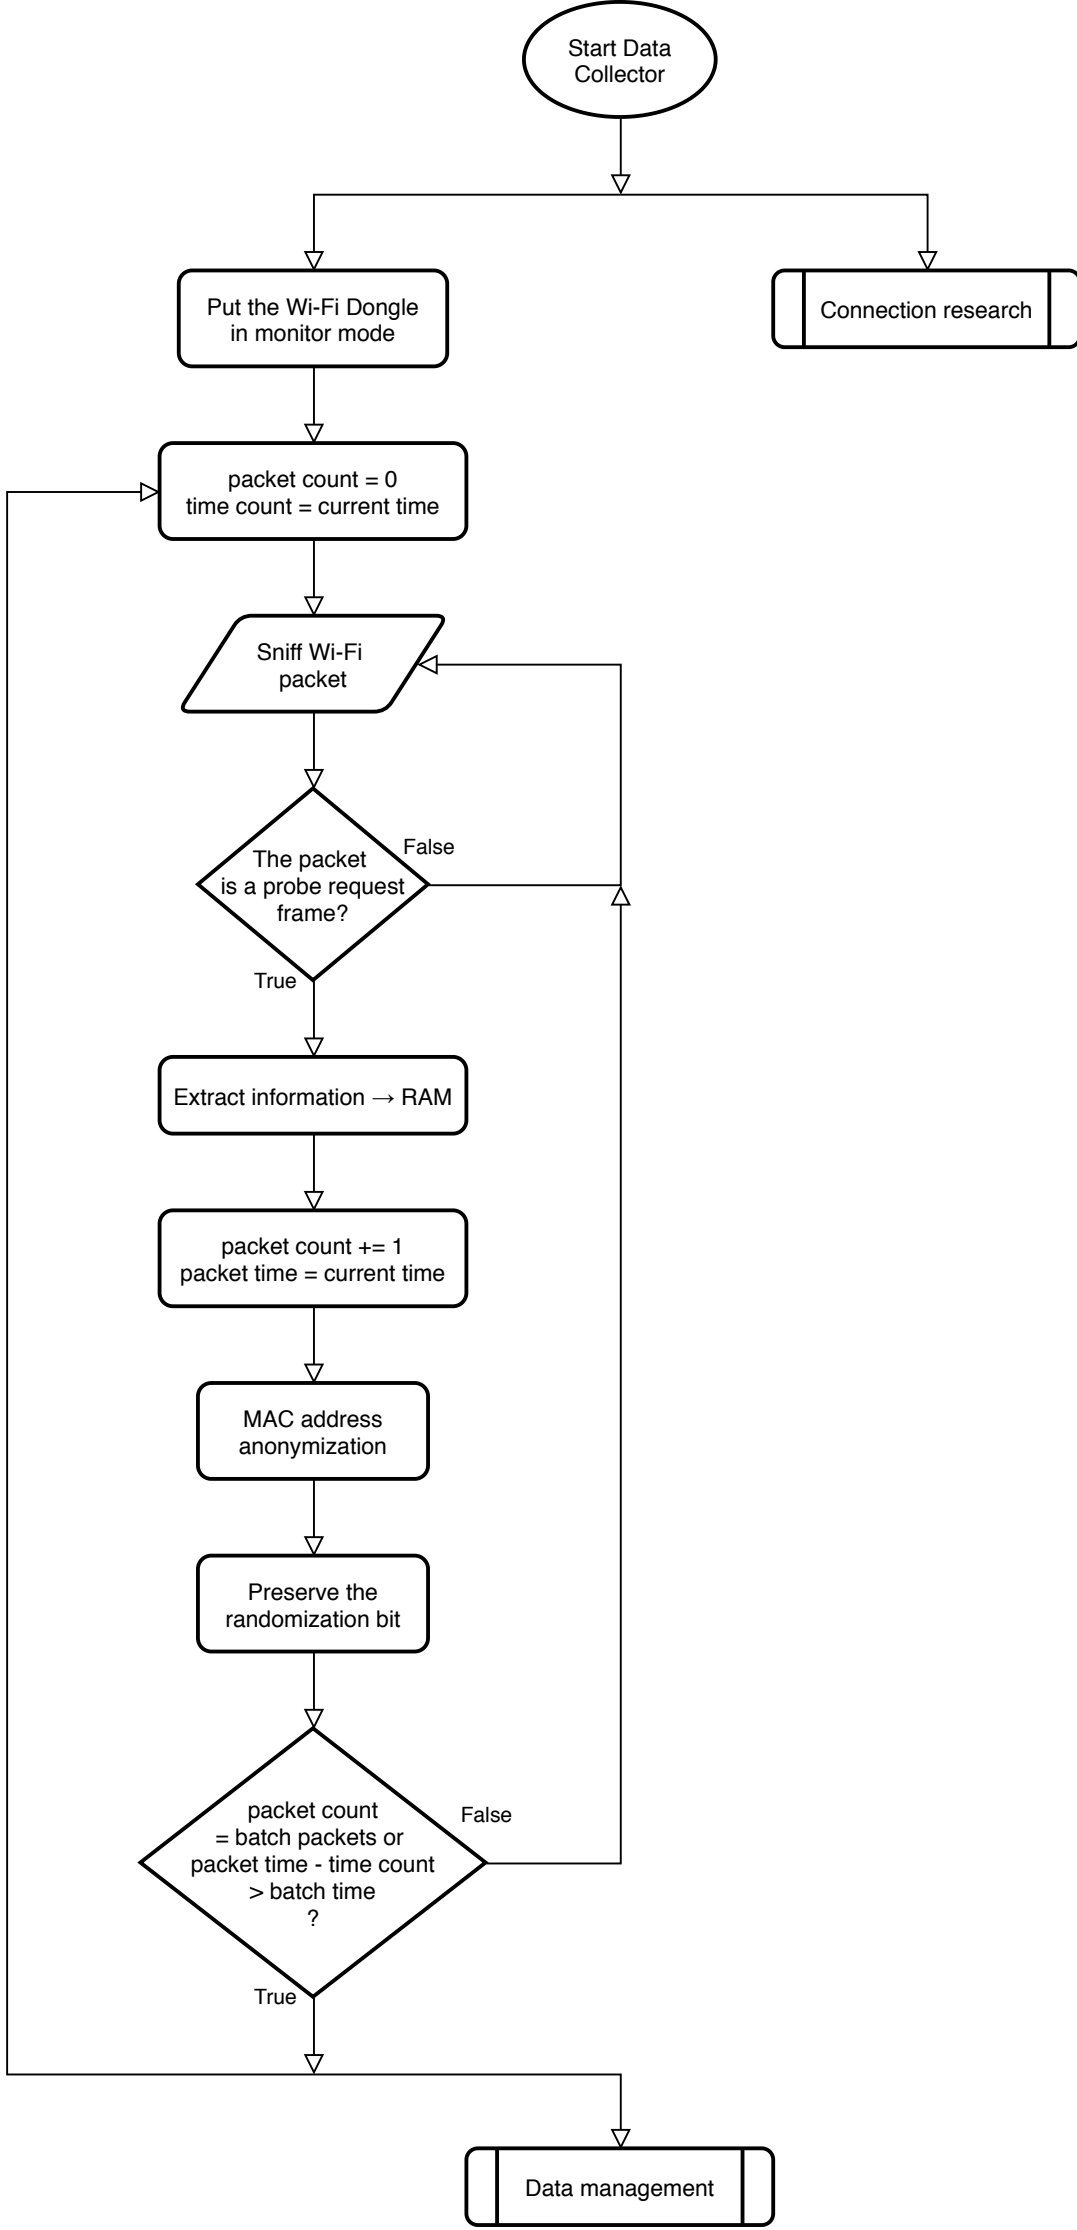 Start Data
Collector
Put the Wi-Fi Dongle
in monitor mode
Connection research
packet count = 0
time count = current time
Sniff Wi-Fi
packet
The packet
is a probe request
frame?
False
True
Extract information → RAM
packet count += 1
packet time = current time
MAC address
anonymization
Preserve the
randomization bit
packet count
= batch packets or
packet time - time count
> batch time
?
False
True
Data management